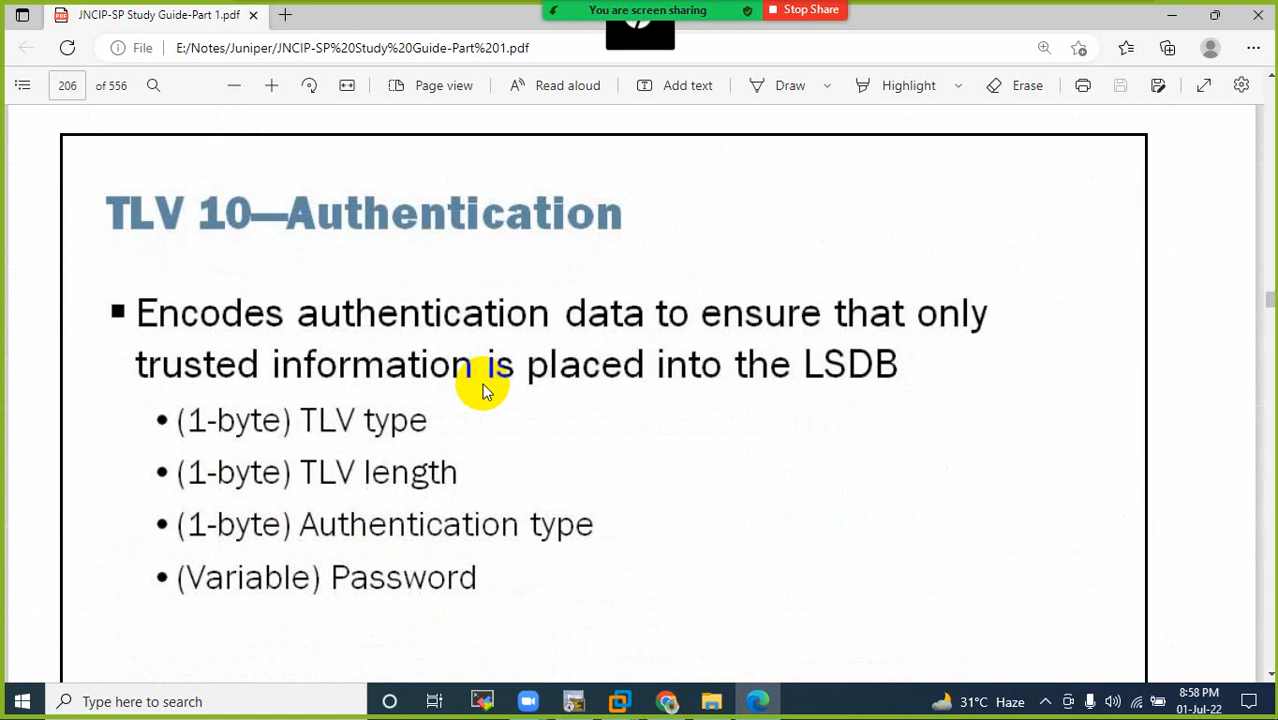 JNCIP-SP Study Guide-Part 1.pdf
You are screen sharing
Stop Share
File
E:/Notes/Juniper/JNCIP-SP%20Study%20Guide-Part%201.pdf
206 of 556
Page view
Read aloud
Add text
Draw
Highlight
Erase
TLV 10—Authentication
▪ Encodes authentication data to ensure that only
trusted information is placed into the LSDB
• (1-byte) TLV type
• (1-byte) TLV length
• (1-byte) Authentication type
• (Variable) Password
Type here to search
31°C Haze
8:58 PM
01-Jul-22